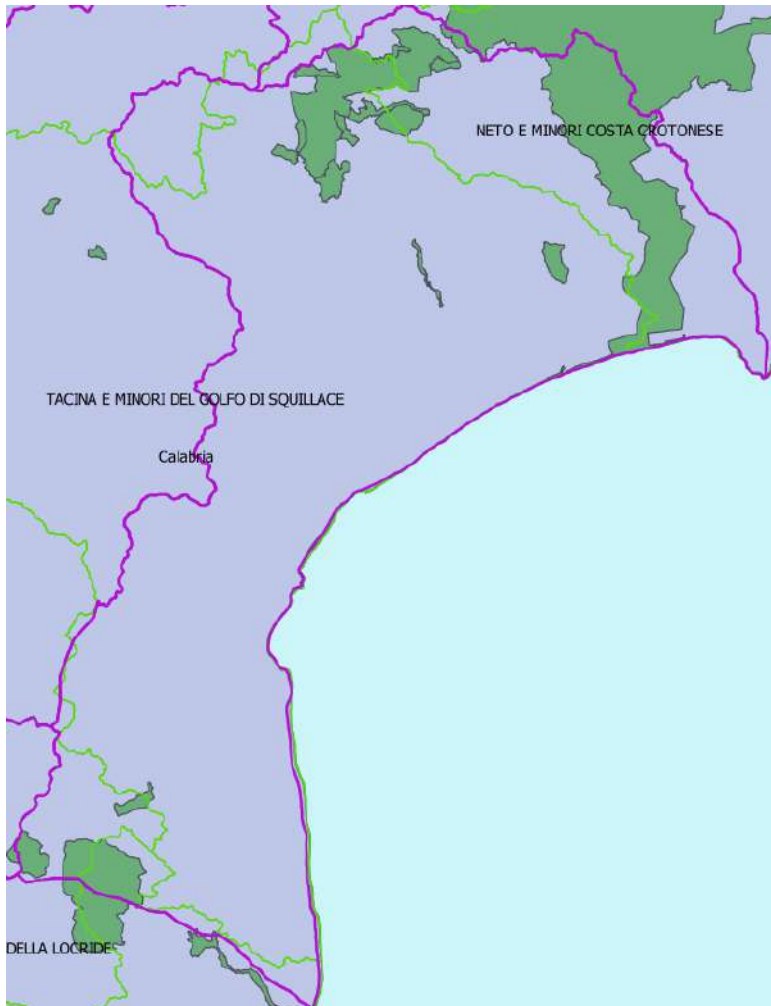 NETO E MINORI COSTA CROTONESE
TACINA E MINORI DEL GOLFO DI SQUILLACE
Calabria
DELLA LOCRIDE